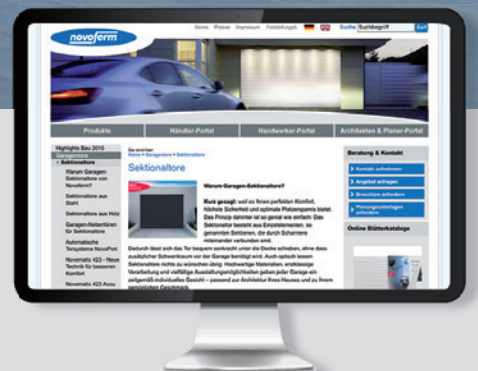 Home Presse Impressum Feststellungsb. Suche Suchbegriff Go!
novoferm
Produkte Händler-Portal Handwerker-Portal Architekten & Planer-Portal
Highlights Bau 2015
Garagentore
Sektionaltore
Warum Garagen-
Sektionaltore von
Novoferm?
Sektionaltore aus
Stahl
Sektionaltore aus Holz
Garagen-Nebentüren
für Sektionaltore
Automatische
Torsysteme NovoPort
Novomatic 423 - Neue
Technik für besseren
Komfort
Novomatic 423 Accu
Sie sind hier:
Home > Garagentore > Sektionaltore
Sektionaltore
Warum Garagen-Sektionaltore?
Kurz gesagt: weil es Ihnen perfekten Komfort,
höchste Sicherheit und optimale Platzersparnis bietet.
Das Prinzip dahinter ist so genial wie einfach: Das
Sektionaltor besteht aus Einzelelementen, so
genannten Sektionen, die durch Scharniere
miteinander verbunden sind.
Dadurch lässt sich das Tor bequem senkrecht unter die Decke schieben, ohne dass
zusätzlicher Schwenkraum vor der Garage benötigt wird. Auch optisch lassen
Sektionaltore nichts zu wünschen übrig: Hochwertige Materialien, erstklassige
Verarbeitung und vielfältige Ausstattungsmöglichkeiten geben jeder Garage ein
zeitgemäß-individuelles Gesicht – passend zur Architektur Ihres Hauses und zu Ihrem
persönlichen Geschmack.
Beratung & Kontakt
Kontakt aufnehmen
Angebot anfragen
Broschüre anfordern
Planungsunterlagen
anfordern
Online Blätterkataloge